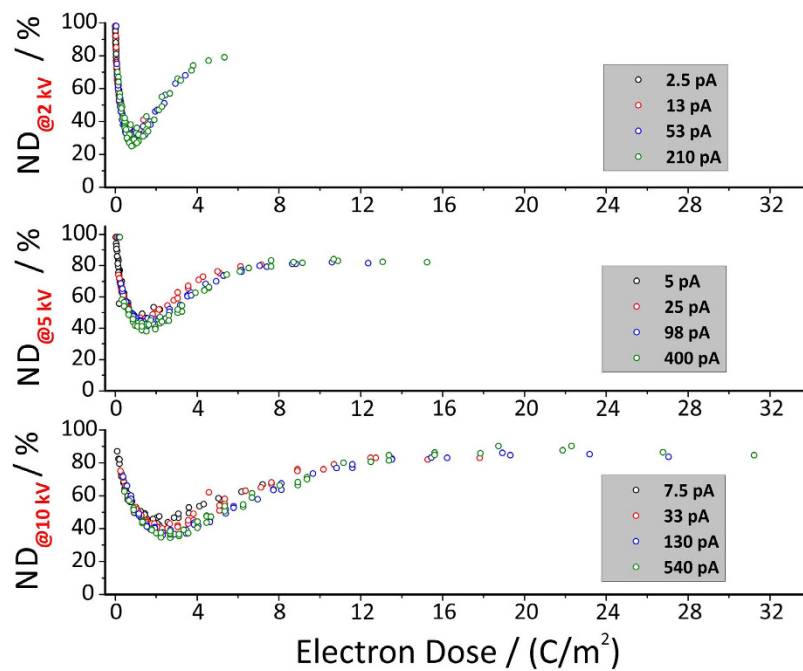 ND@2 kV / %
100
80
60
40
20
0
2.5 pA
13 pA
53 pA
210 pA
0 4 8 12 16 20 24 28 32
ND@5 kV / %
100
80
60
40
20
0
5 pA
25 pA
98 pA
400 pA
0 4 8 12 16 20 24 28 32
ND@10 kV / %
100
80
60
40
20
0
7.5 pA
33 pA
130 pA
540 pA
0 4 8 12 16 20 24 28 32
Electron Dose / (C/m²)